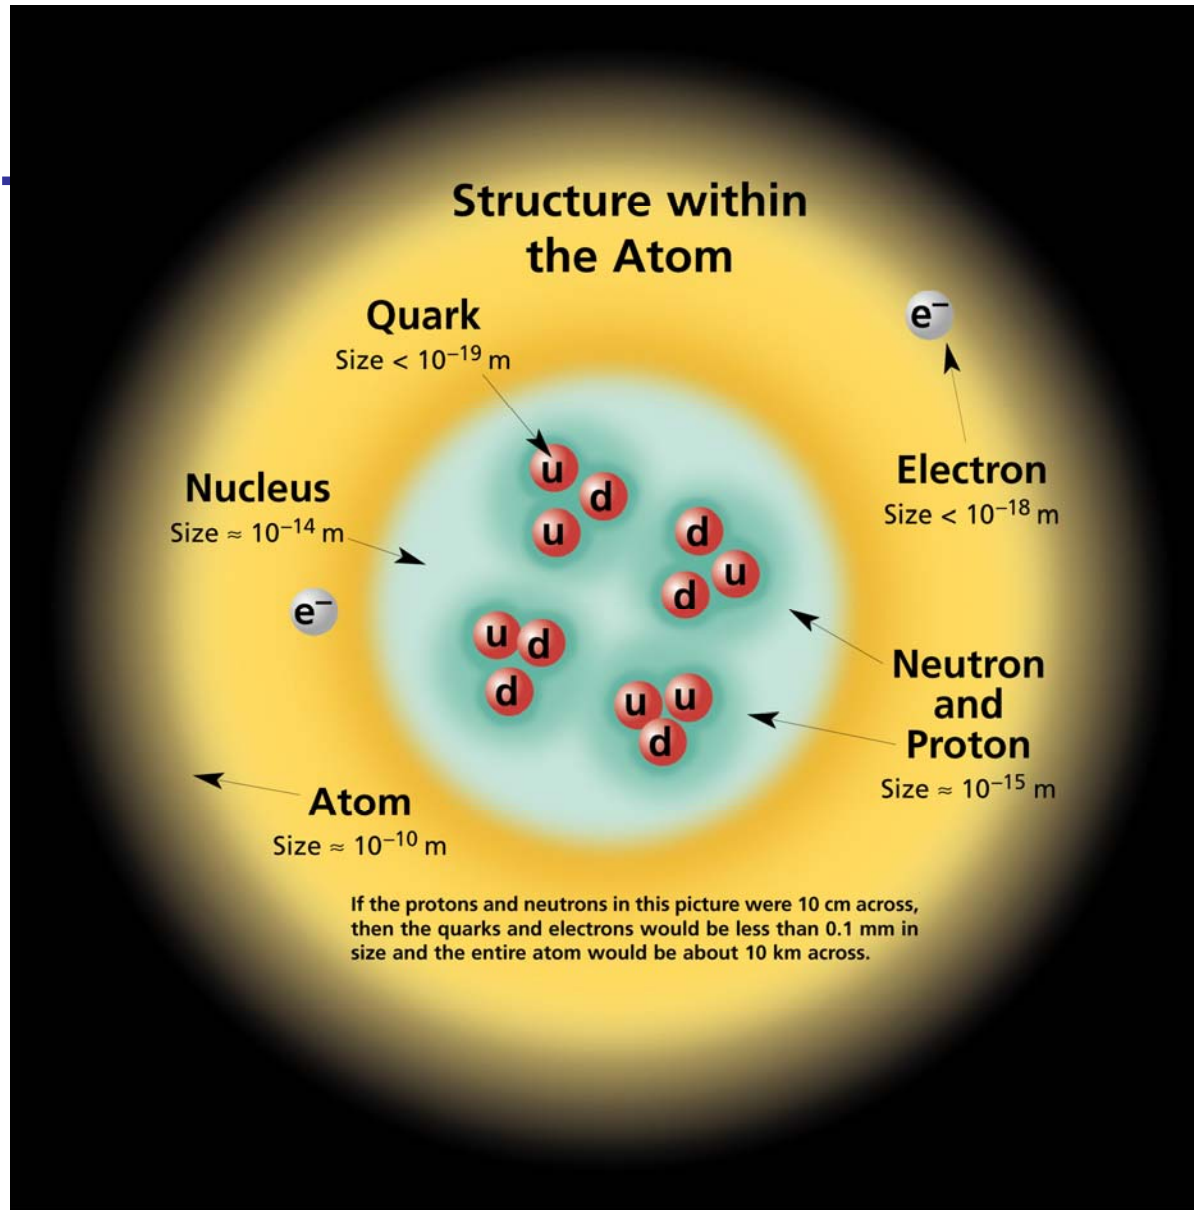 Structure within
the Atom
Quark
Size < 10⁻¹⁹ m
e⁻
Nucleus
Size ≈ 10⁻¹⁴ m
Electron
Size < 10⁻¹⁸ m
u
d
u
d
u
d
e⁻
u
d
d
u
u
d
Neutron
and
Proton
Size ≈ 10⁻¹⁵ m
Atom
Size ≈ 10⁻¹⁰ m
If the protons and neutrons in this picture were 10 cm across,
then the quarks and electrons would be less than 0.1 mm in
size and the entire atom would be about 10 km across.